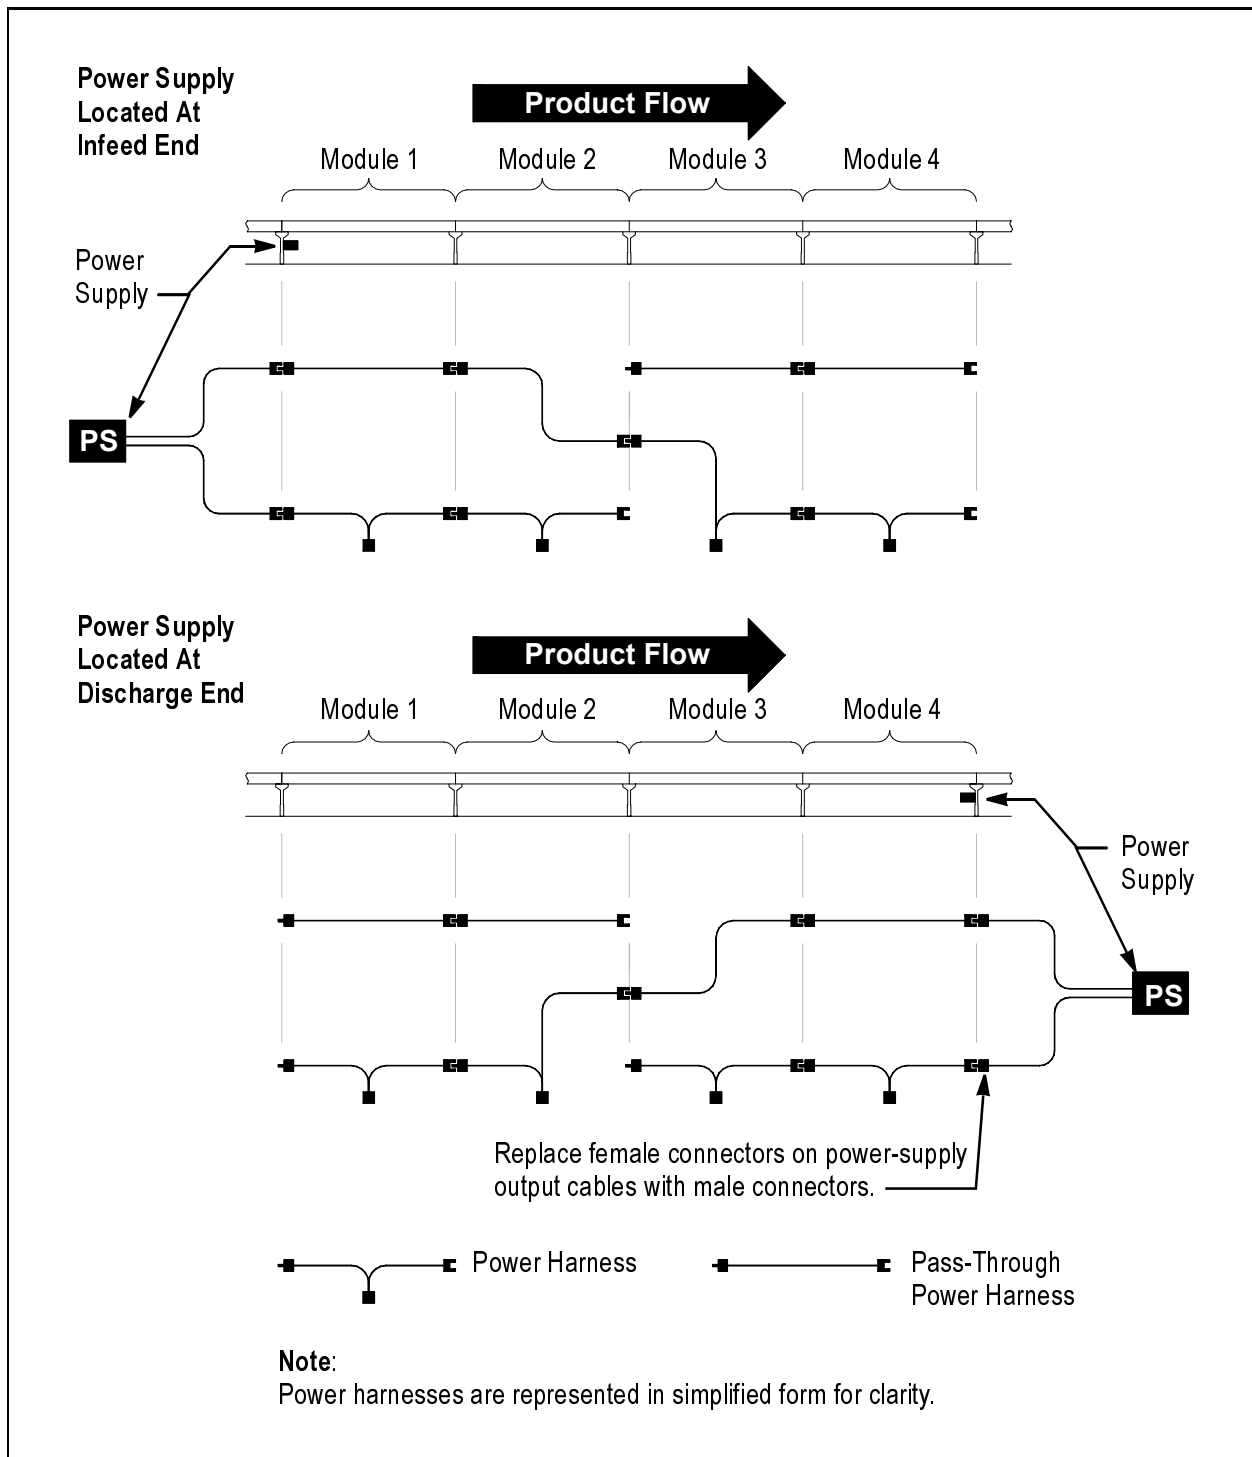 Power Supply
Located At
Infeed End
Product Flow
Module 1
Module 2
Module 3
Module 4
Power
Supply
PS
Power Supply
Located At
Discharge End
Product Flow
Module 1
Module 2
Module 3
Module 4
Power
Supply
PS
Replace female connectors on power-supply
output cables with male connectors.
Power Harness
Pass-Through
Power Harness
Note:
Power harnesses are represented in simplified form for clarity.